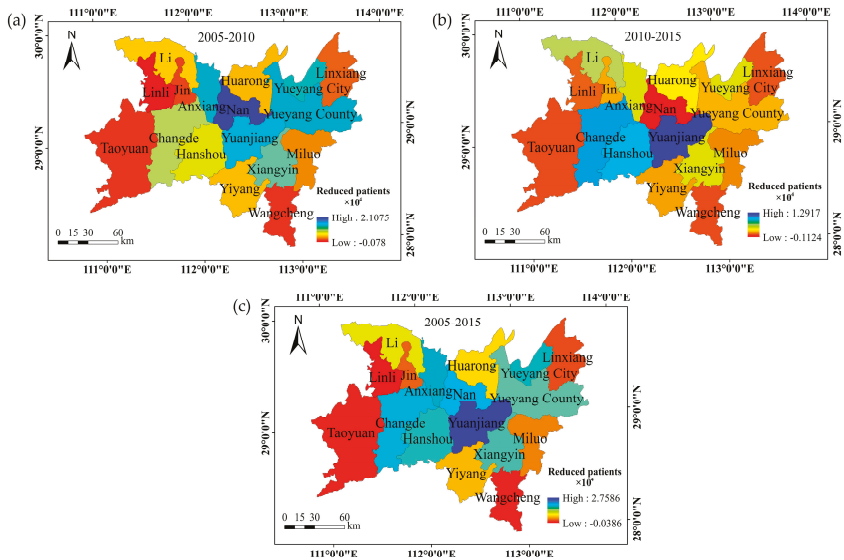 (a)
2005-2010
30°0'0"N
29°0'0"N
N
Li
Linli
Jin
Anxiang
Huarong
Nan
Yueyang
City
Linxiang
Yueyang County
Taoyuan
Changde
Hanshou
Yuanjiang
Xiangyin
Miluo
Yiyang
Wangcheng
Reduced patients
×10⁴
High : 2.1075
Low : -0.078
0 15 30 60
km
29°0'0"N
28°0'0"N
111°0'0"E 112°0'0"E 113°0'0"E 114°0'0"E
111°0'0"E 112°0'0"E 113°0'0"E
(b)
2010-2015
30°0'0"N
29°0'0"N
N
Li
Linli
Jin
Anxiang
Huarong
Nan
Yueyang
City
Linxiang
Yueyang County
Taoyuan
Changde
Hanshou
Yuanjiang
Xiangyin
Miluo
Yiyang
Wangcheng
Reduced patients
×10⁴
High : 1.2917
Low : -0.1124
0 15 30 60
km
29°0'0"N
28°0'0"N
111°0'0"E 112°0'0"E 113°0'0"E 114°0'0"E
111°0'0"E 112°0'0"E 113°0'0"E
(c)
111°0'0"E 112°0'0"E 113°0'0"E 114°0'0"E
2005-2015
30°0'0"N
29°0'0"N
N
Li
Linli
Jin
Anxiang
Huarong
Nan
Yueyang
City
Linxiang
Yueyang County
Taoyuan
Changde
Hanshou
Yuanjiang
Xiangyin
Miluo
Yiyang
Wangcheng
Reduced patients
High : 2.7586
Low : -0.0386
0 15 30 60
km
29°0'0"N
28°0'0"N
111°0'0"E 112°0'0"E 113°0'0"E